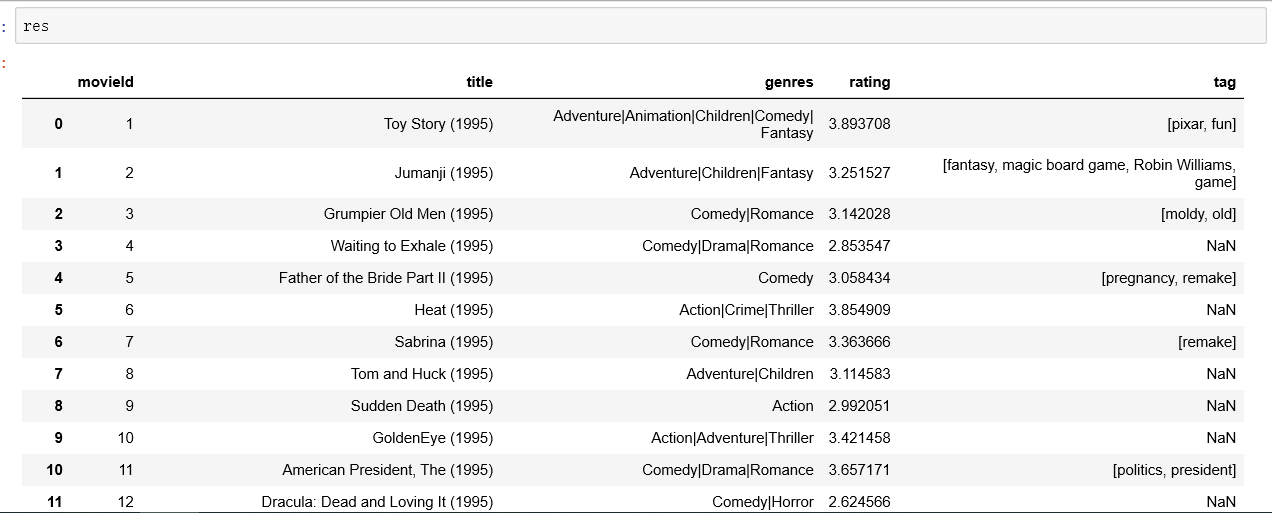 : res
:
movieId title genres rating tag
0 1 Toy Story (1995) Adventure|Animation|Children|Comedy|
Fantasy 3.893708 [pixar, fun]
1 2 Jumanji (1995) Adventure|Children|Fantasy 3.251527 [fantasy, magic board game, Robin Williams,
game]
2 3 Grumpier Old Men (1995) Comedy|Romance 3.142028 [moldy, old]
3 4 Waiting to Exhale (1995) Comedy|Drama|Romance 2.853547 NaN
4 5 Father of the Bride Part II (1995) Comedy 3.058434 [pregnancy, remake]
5 6 Heat (1995) Action|Crime|Thriller 3.854909 NaN
6 7 Sabrina (1995) Comedy|Romance 3.363666 [remake]
7 8 Tom and Huck (1995) Adventure|Children 3.114583 NaN
8 9 Sudden Death (1995) Action 2.992051 NaN
9 10 GoldenEye (1995) Action|Adventure|Thriller 3.421458 NaN
10 11 American President, The (1995) Comedy|Drama|Romance 3.657171 [politics, president]
11 12 Dracula: Dead and Loving It (1995) Comedy|Horror 2.624566 NaN